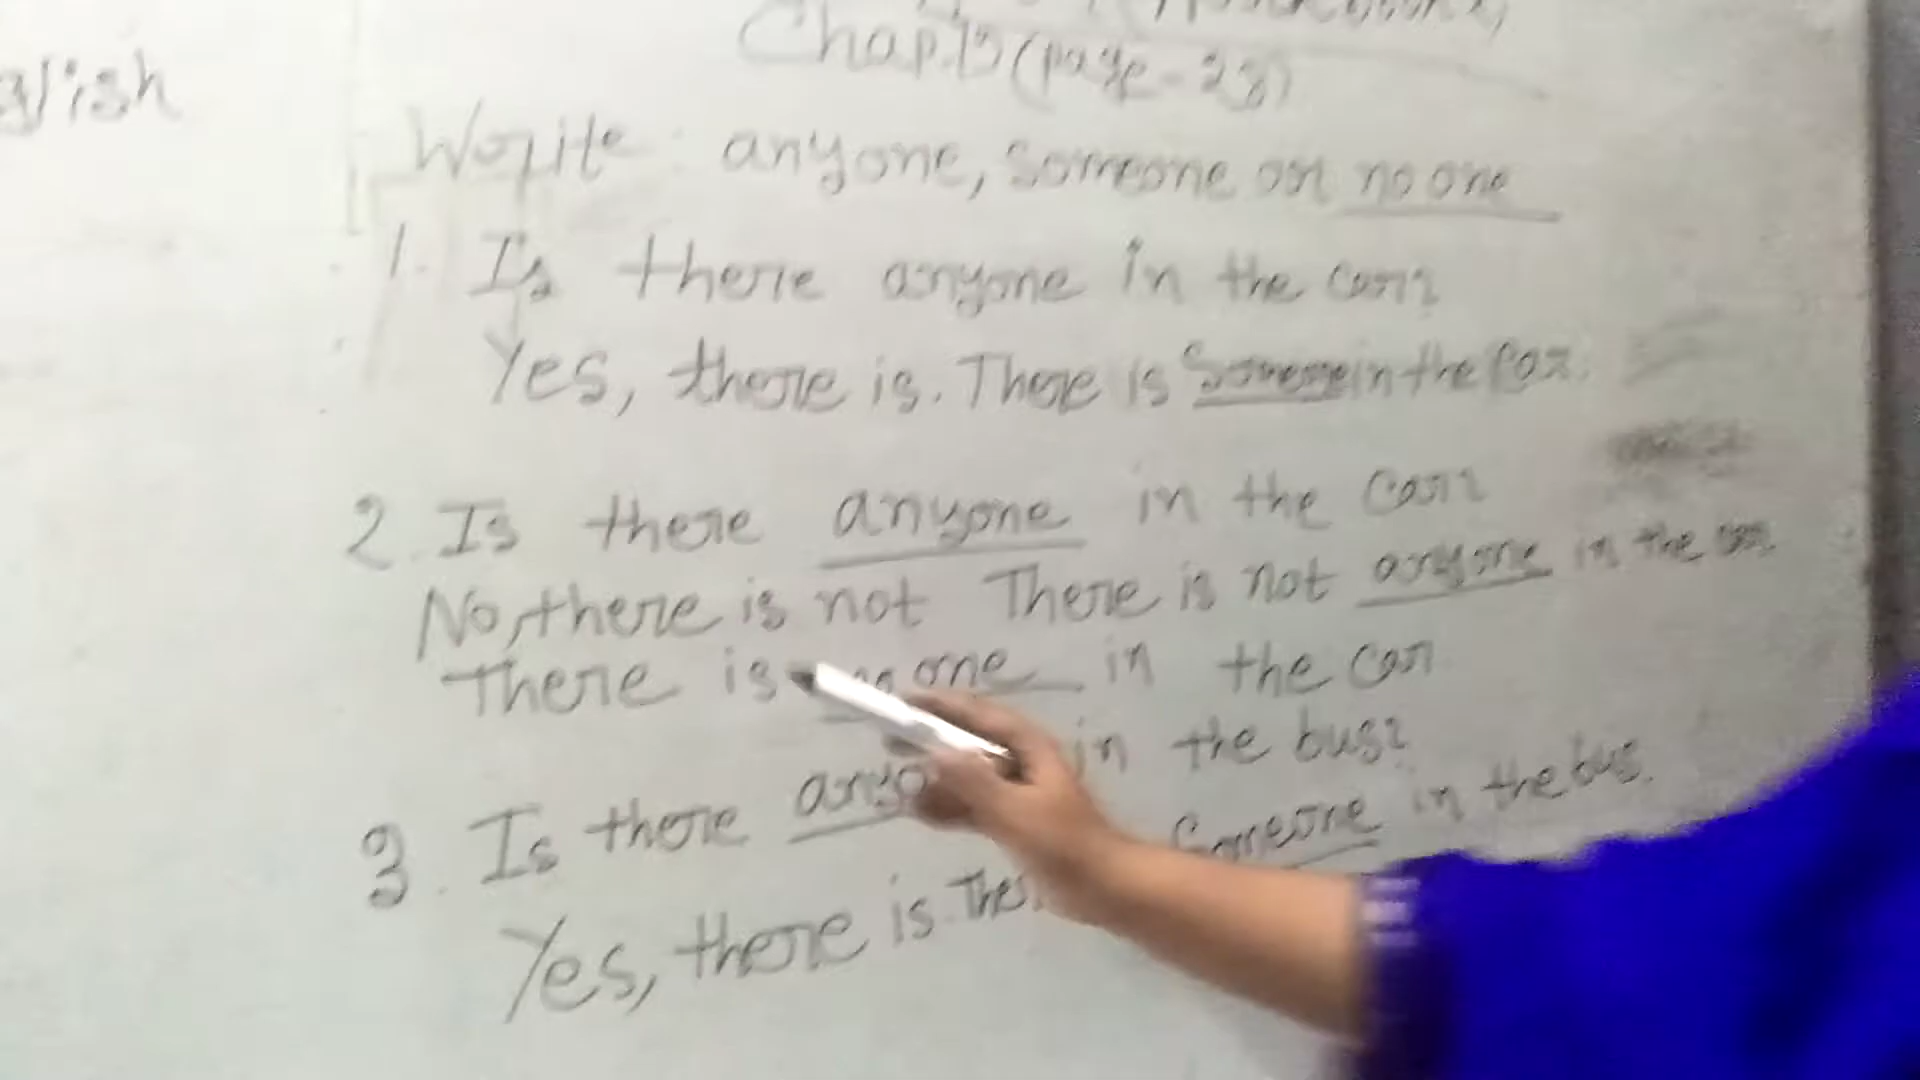 Chap.13 (page-28)
Write: anyone, someone or no one
1. Is there anyone in the car?
Yes, there is. There is Someone in the Car.
2. Is there anyone in the car?
No, there is not There is not anyone in the car.
There is no one in the car
3. Is there in the bus?
Yes, there is. Someone in the bus.